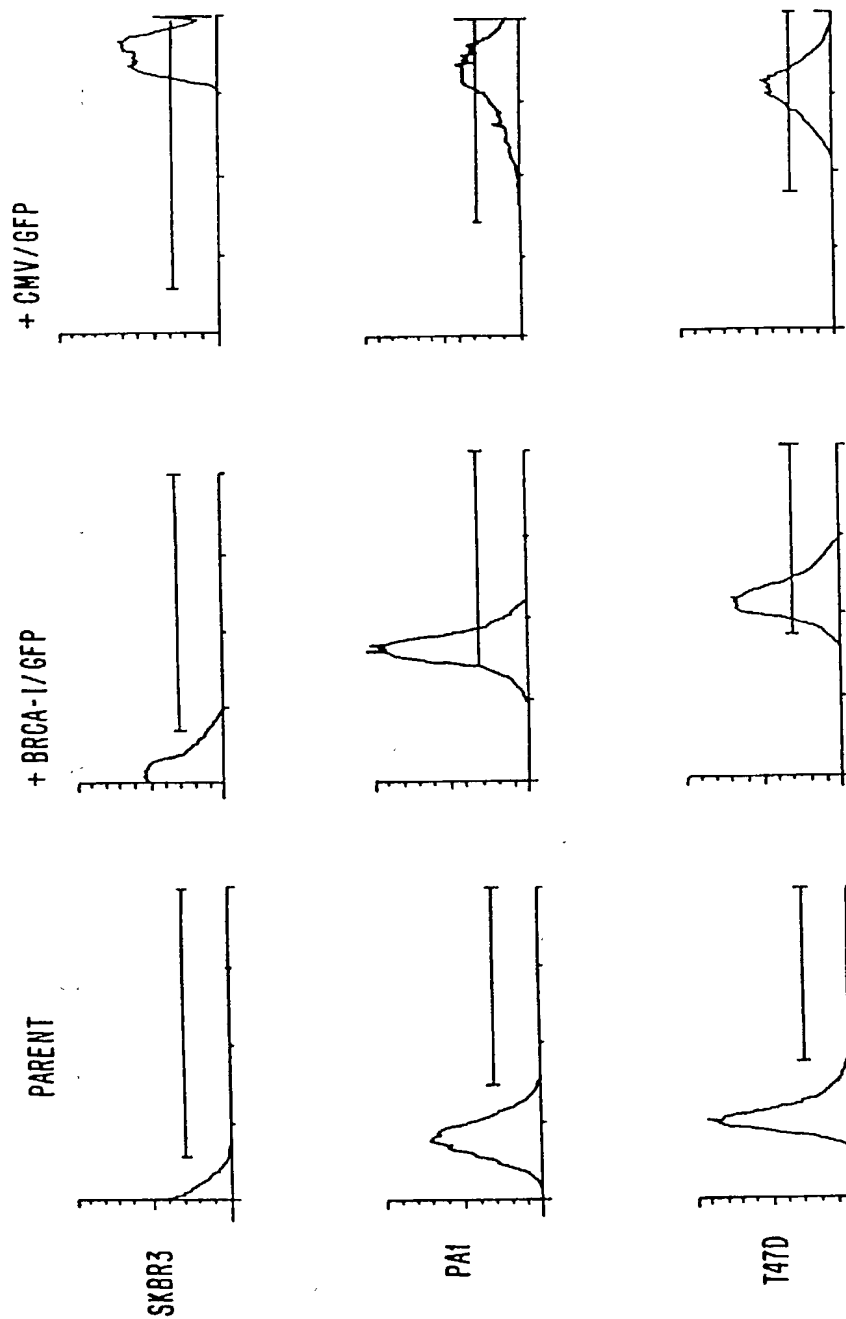 PARENT
+ BRCA-1/GFP
+ CMV/GFP
SKBR3
PA1
T47D